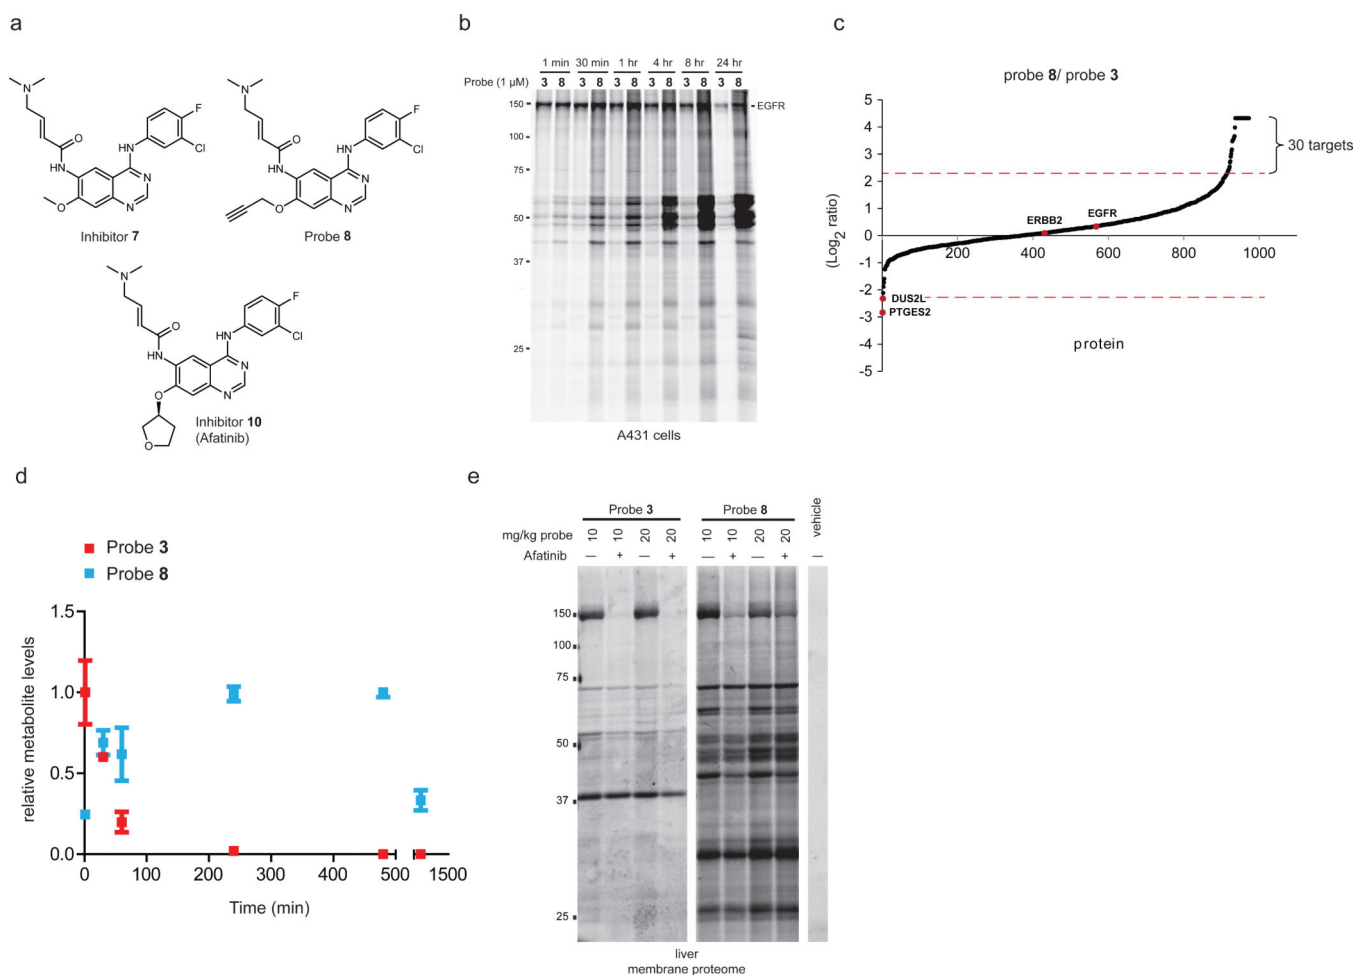 a
N
O
HN
O
HN
N
N
F
Cl
Inhibitor 7
N
O
HN
O
HN
N
N
F
Cl
Probe 8
N
O
HN
O
O
HN
N
N
F
Cl
Inhibitor 10
(Afatinib)
b
1 min 30 min 1 hr 4 hr 8 hr 24 hr
Probe (1 µM) 3 8 3 8 3 8 3 8 3 8 3 8
150
EGFR
100
75
50
37
25
A431 cells
c
probe 8/ probe 3
(Log2 ratio)
5
4
3
2
1
0
-1
-2
-3
-4
-5
200 400 600 800 1000
30 targets
ERBB2
EGFR
DUS2L
PTGES2
protein
d
Probe 3
Probe 8
relative metabolite levels
1.5
1.0
0.5
0.0
0 100 200 300 400 500 1500
Time (min)
e
Probe 3 Probe 8 vehicle
mg/kg probe 10 10 20 20 10 10 20 20
Afatinib — + — + — + — + —
150
100
75
50
37
25
liver
membrane proteome